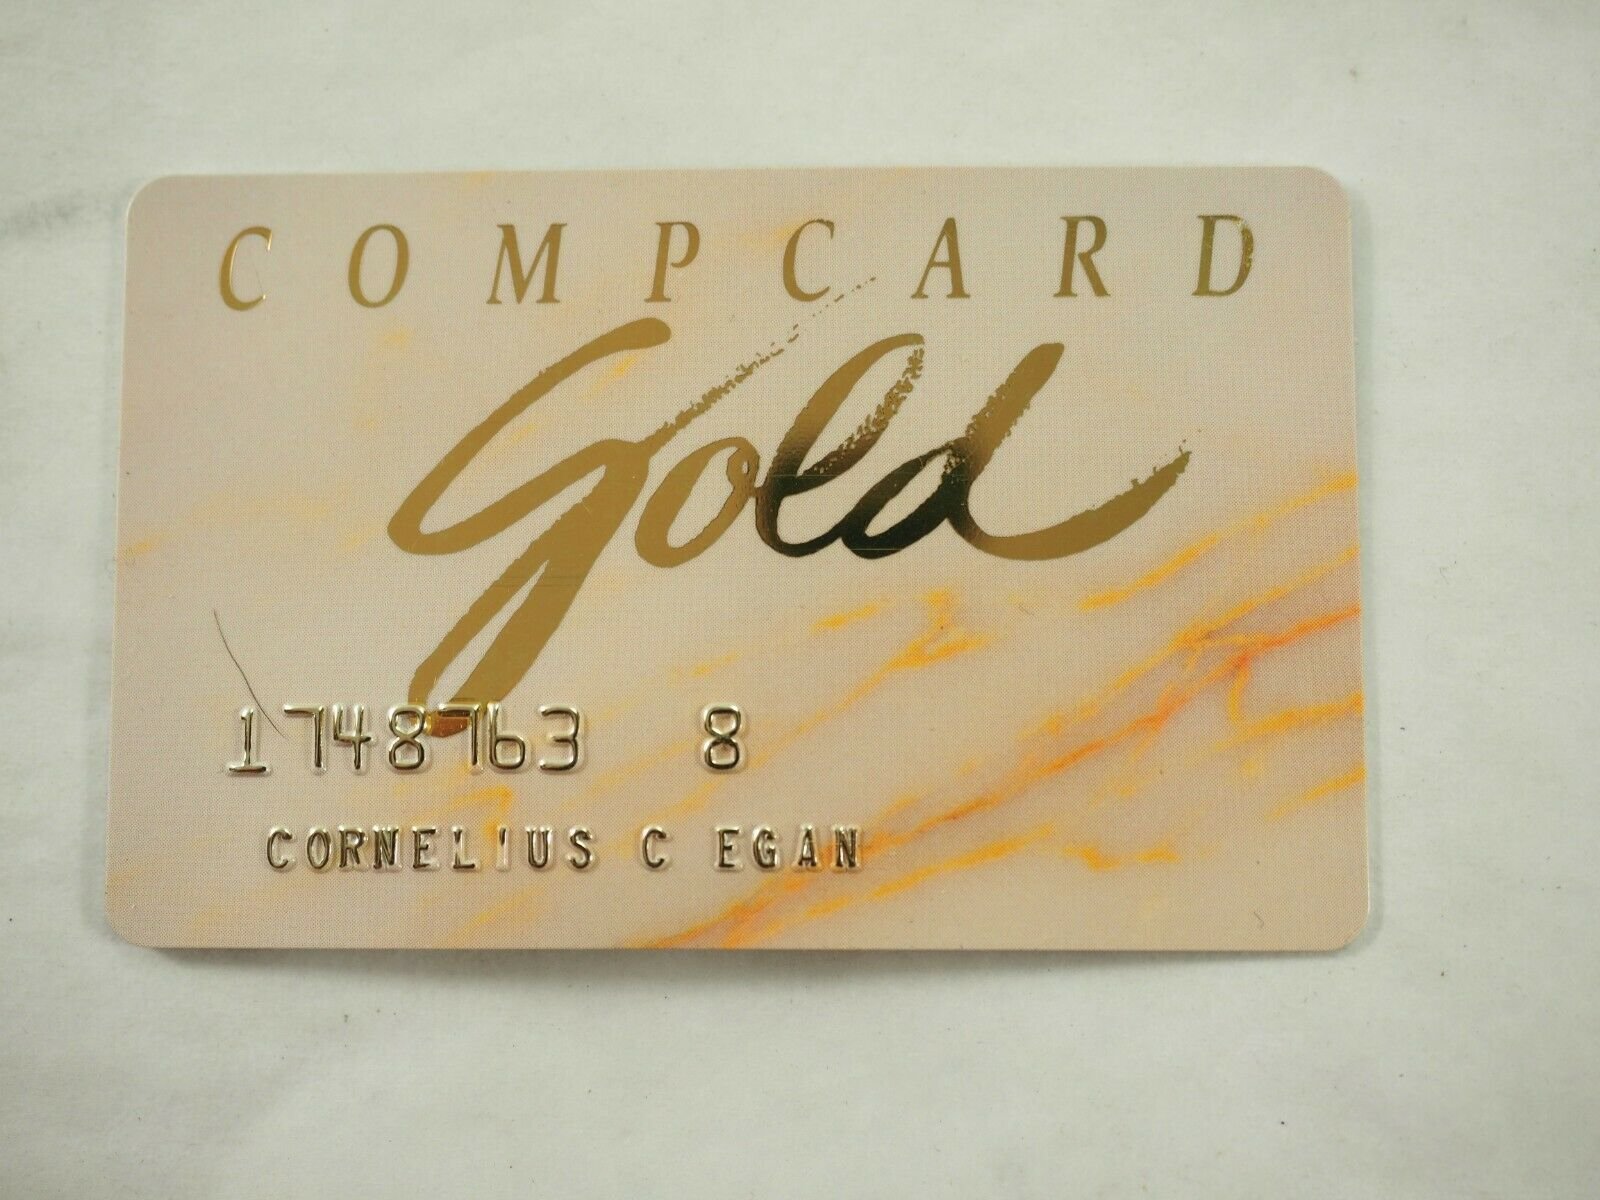 COMPCARD
Gold
1748763 8
CORNELIUS C EGAN